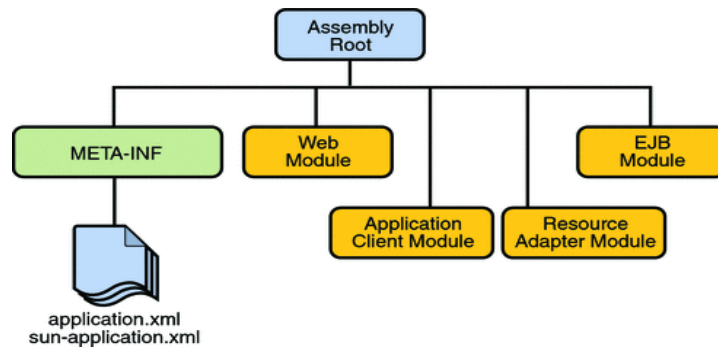 Assembly
Root
META-INF
Web
Module
EJB
Module
Application
Client Module
Resource
Adapter Module
application.xml
sun-application.xml